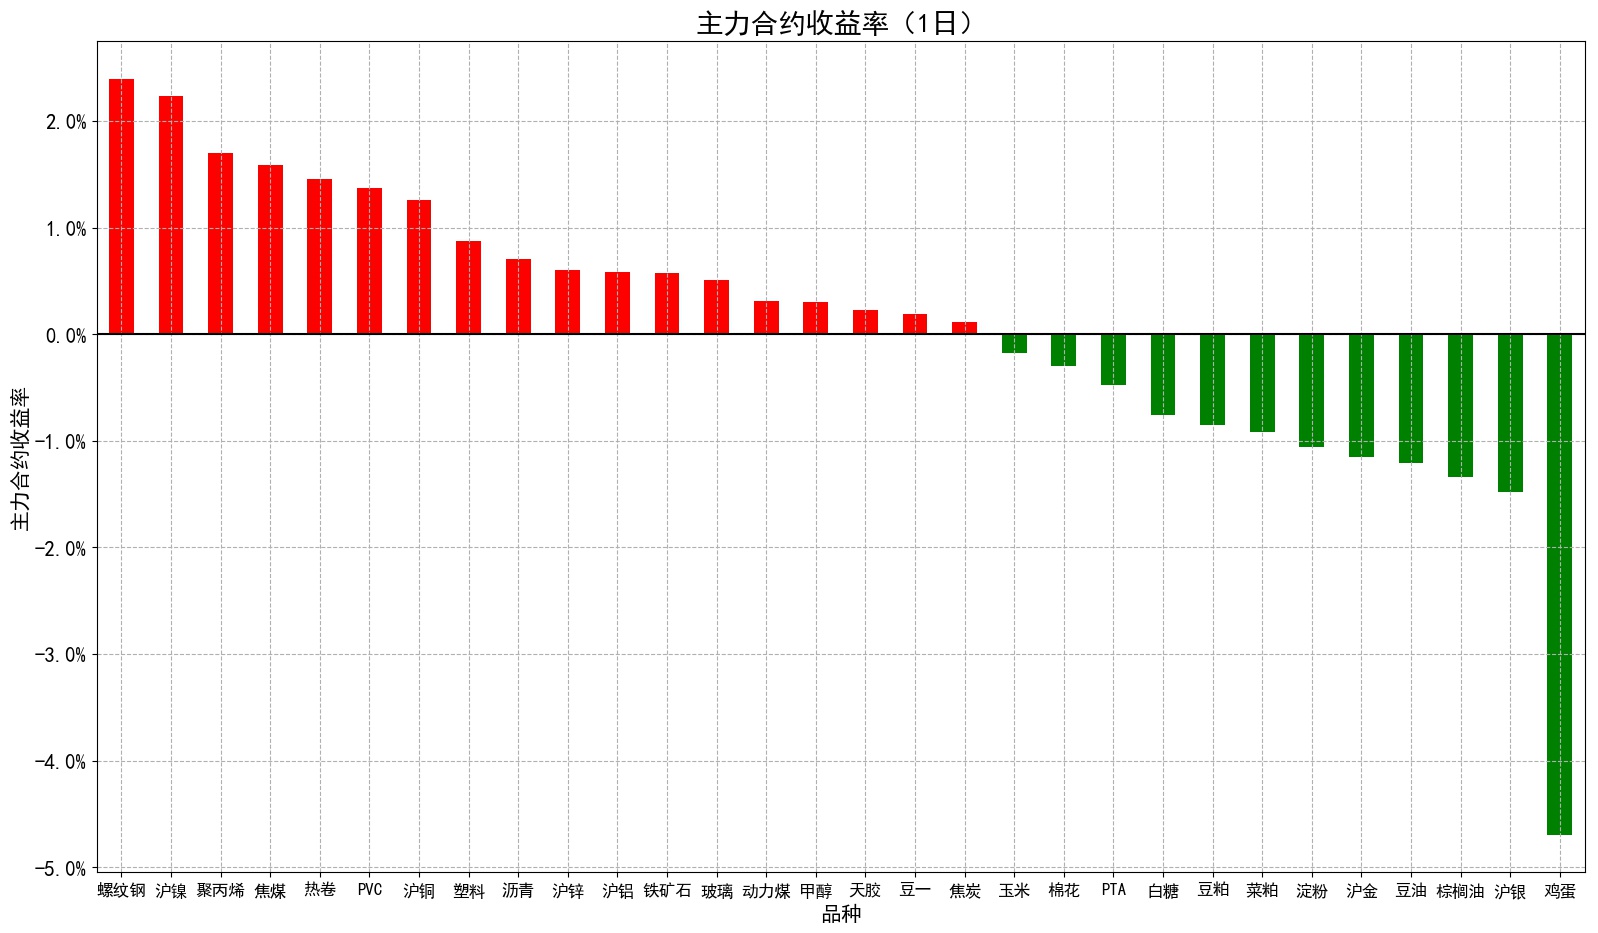 主力合约收益率（1日）
主力合约收益率
2.0%
1.0%
0.0%
−1.0%
−2.0%
−3.0%
−4.0%
−5.0%
螺纹钢 沪镍 聚丙烯 焦煤 热卷 PVC 沪铜 塑料 沥青 沪锌 沪铝 铁矿石 玻璃 动力煤 甲醇 天胶 豆一 焦炭 玉米 棉花 PTA 白糖 豆粕 菜粕 淀粉 沪金 豆油 棕榈油 沪银 鸡蛋
品种